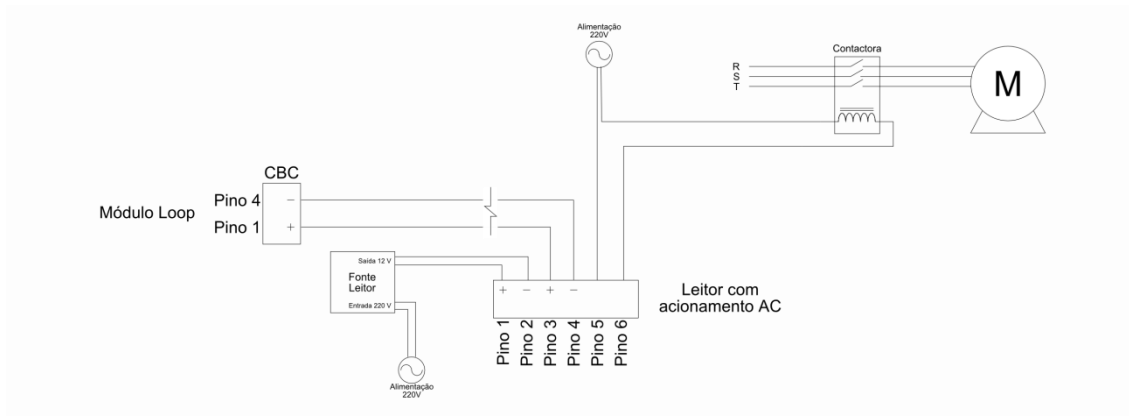 Alimentação
220V
Contactora
R
S
T
M
CBC
Módulo Loop
Pino 4
−
Pino 1
+
Saída 12 V
Fonte
Leitor
Entrada 220 V
+ − + −
Leitor com
acionamento AC
Pino 1
Pino 2
Pino 3
Pino 4
Pino 5
Pino 6
Alimentação
220V